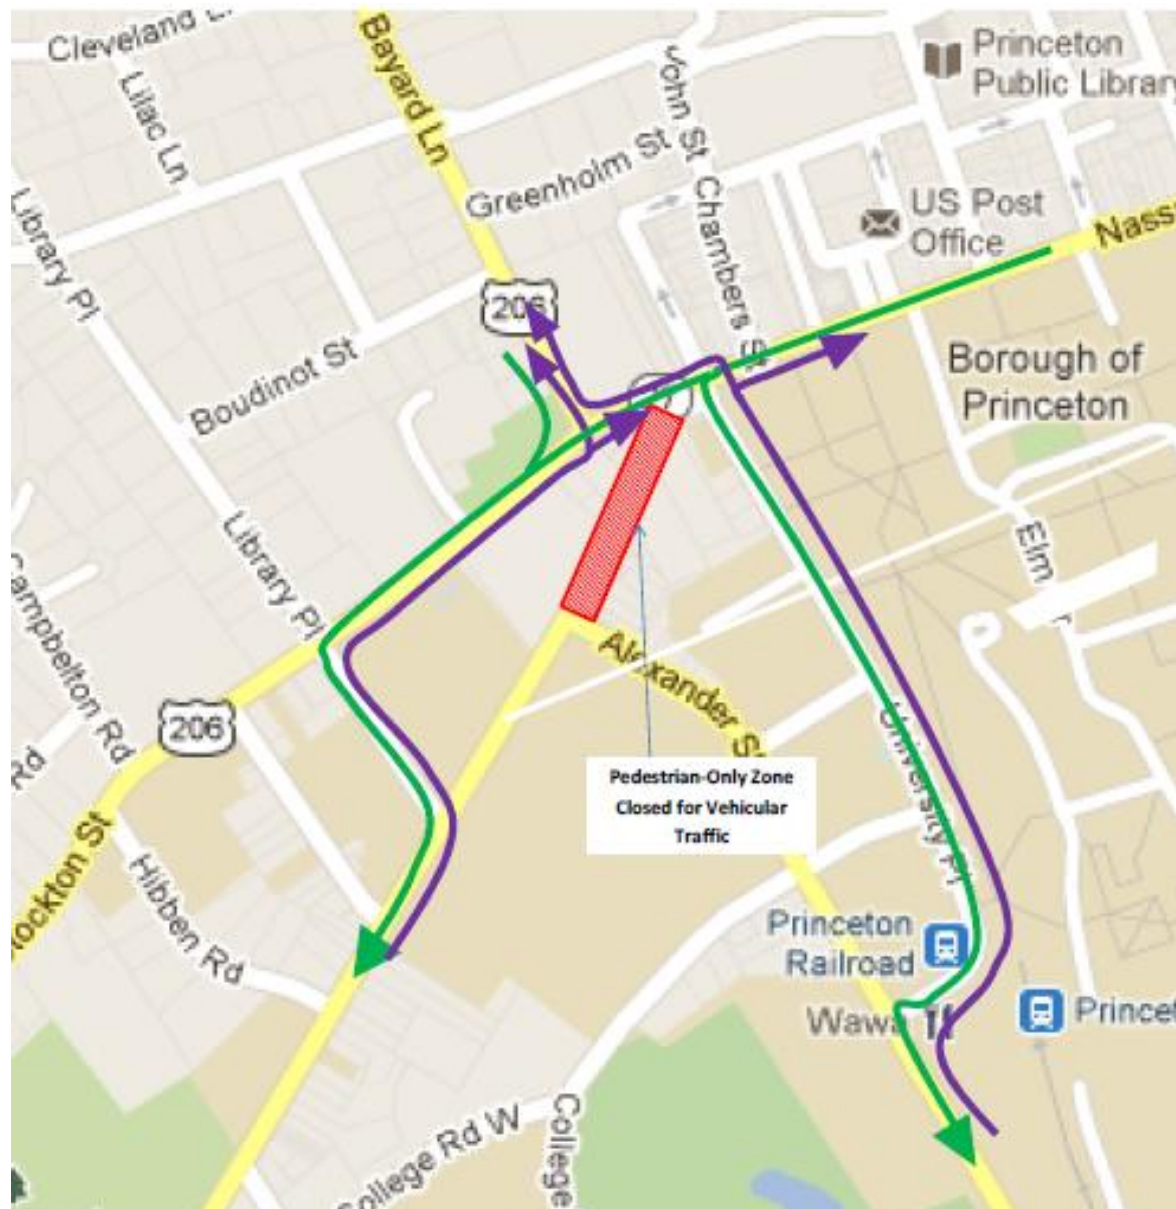 Cleveland L
Bayard Ln
Lilac Ln
John St
Princeton
Public Library
Greenholm St
Library Pl
Chambers St
US Post
Office
Nass
206
Boudinot St
Borough of
Princeton
Library Pl
Elm
Campbelton Rd
Alexander St
206
Rd
University Pl
Pedestrian-Only Zone
Closed for Vehicular
Traffic
Stockton St
Hibben Rd
Princeton
Railroad
Wawa
Princet
College Rd W
College